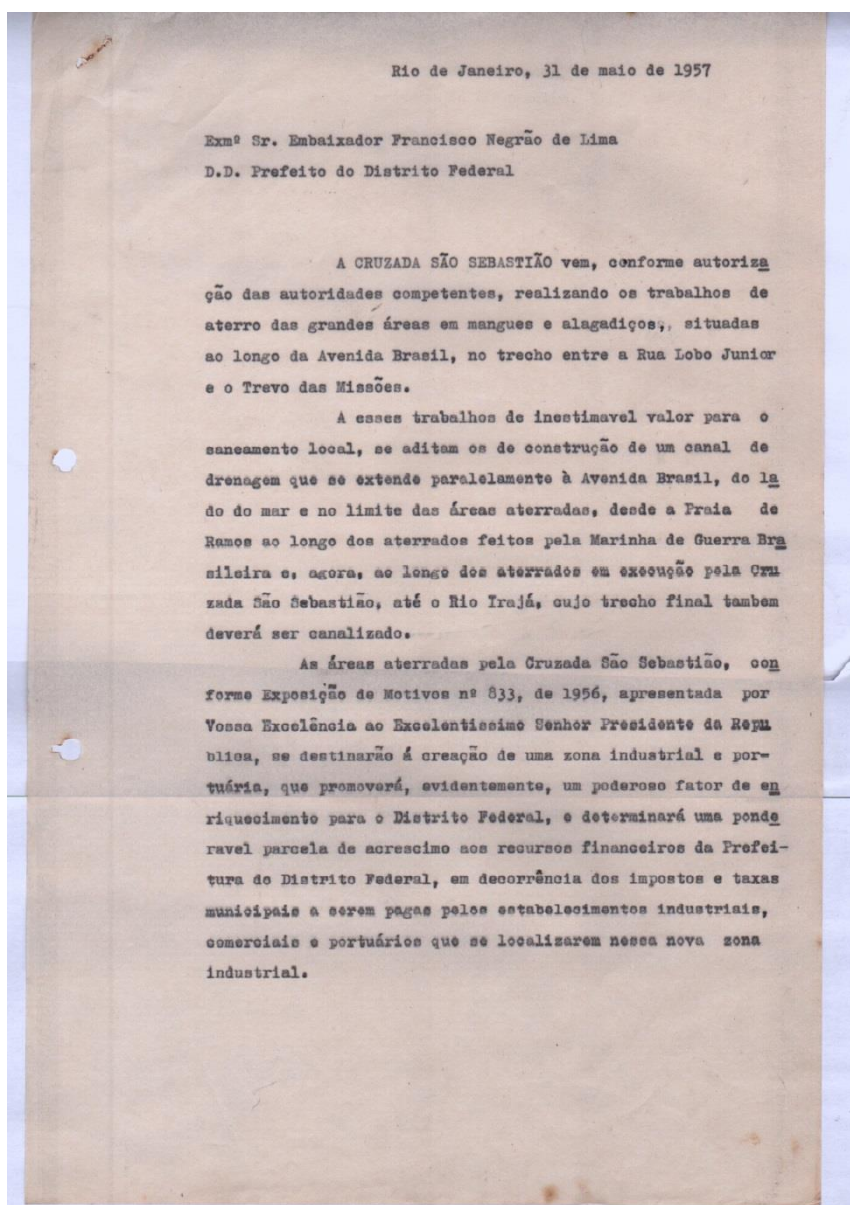 Rio de Janeiro, 31 de maio de 1957
Exmº Sr. Embaixador Francisco Negrão de Lima
D.D. Prefeito do Distrito Federal
A CRUZADA SÃO SEBASTIÃO vem, conforme autoriza
ção das autoridades competentes, realizando os trabalhos de
aterro das grandes áreas em mangues e alagadiços,, situadas
ao longo da Avenida Brasil, no trecho entre a Rua Lobo Junior
e o Trevo das Missões.
A esses trabalhos de inestimavel valor para o
saneamento local, se aditam os de construção de um canal de
drenagem que se extende paralelamente à Avenida Brasil, do la
do do mar e no limite das áreas aterradas, desde a Praia de
Ramos ao longo dos aterrados feitos pela Marinha de Guerra Bra
sileira e, agora, ao longo dos aterrados em execução pela Cru
zada São Sebastião, até o Rio Irajá, cujo trecho final tambem
deverá ser canalizado.
As áreas aterradas pela Cruzada São Sebastião, con
forme Exposição de Motivos nº 833, de 1956, apresentada por
Vossa Excelência ao Excelentissimo Senhor Presidente da Repu
blica, se destinarão á creação de uma zona industrial e por-
tuária, que promoverá, evidentemente, um poderoso fator de en
riquecimento para o Distrito Federal, e determinará uma ponde
ravel parcela de acrescimo aos recursos financeiros da Prefei-
tura do Distrito Federal, em decorrência dos impostos e taxas
municipais a serem pagas pelos estabelecimentos industriais,
comerciais e portuários que se localizarem nessa nova zona
industrial.